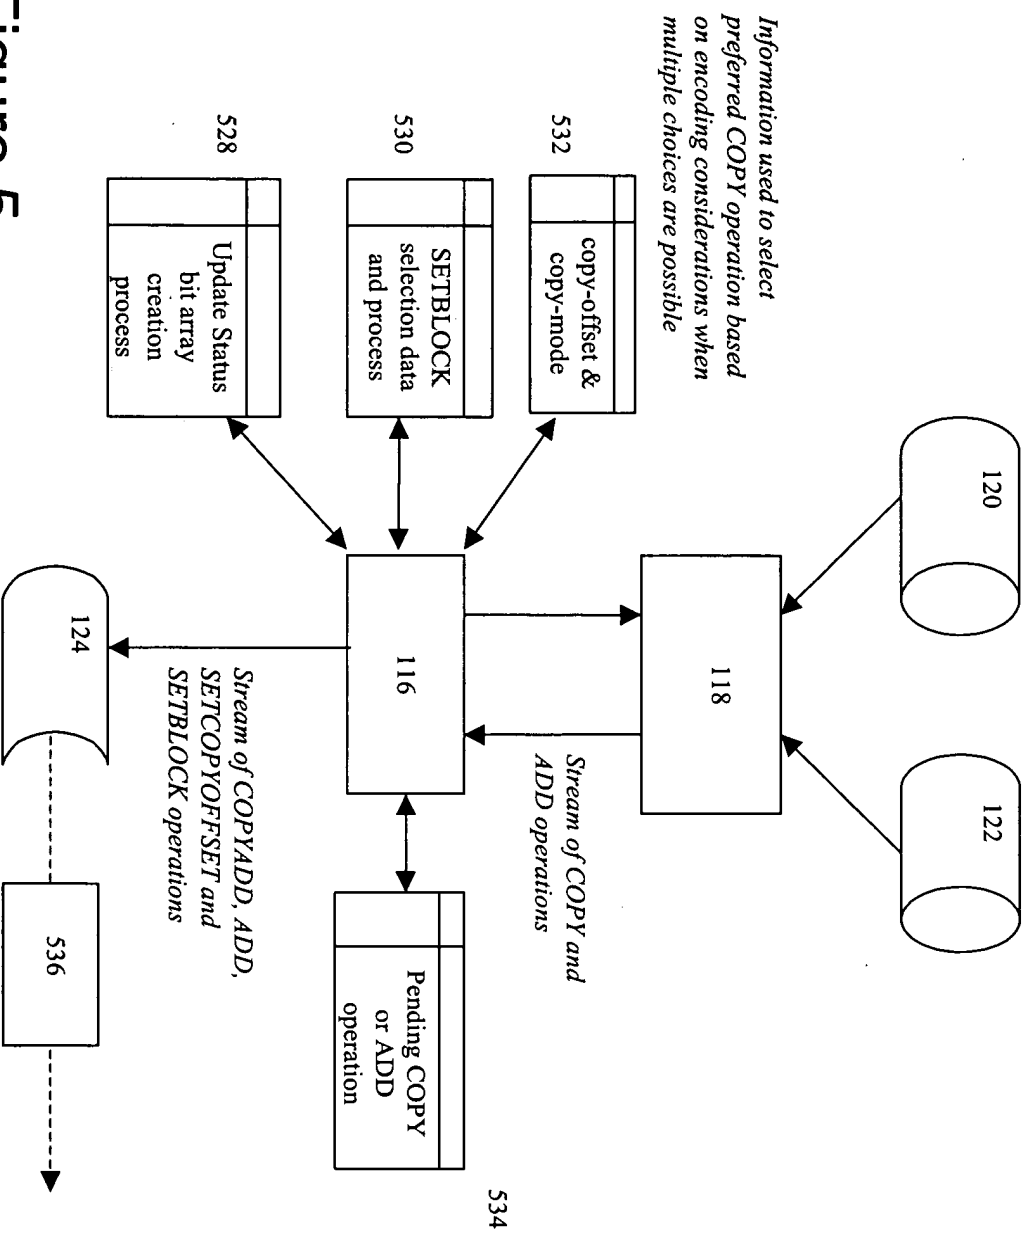 120
122
Information used to select
preferred COPY operation based
on encoding considerations when
multiple choices are possible
118
Stream of COPY and
ADD operations
532
copy-offset &
copy-mode
530
SETBLOCK
selection data
and process
528
Update Status
bit array
creation
process
116
Pending COPY
or ADD
operation
534
Stream of COPYADD, ADD,
SETCOPYOFFSET and
SETBLOCK operations
124
536
Figure 5